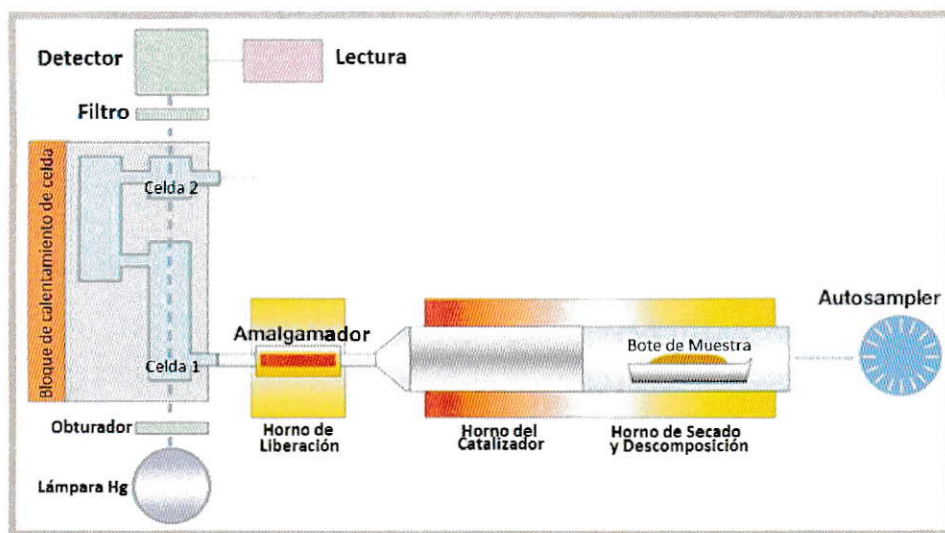 Detector
Lectura
Filtro
Bloque de calentamiento de celda
Celda 2
Autosampler
Amalgamador
Bote de Muestra
Celda 1
Obturador
Horno de
Liberación
Horno del
Catalizador
Horno de Secado
y Descomposición
Lámpara Hg